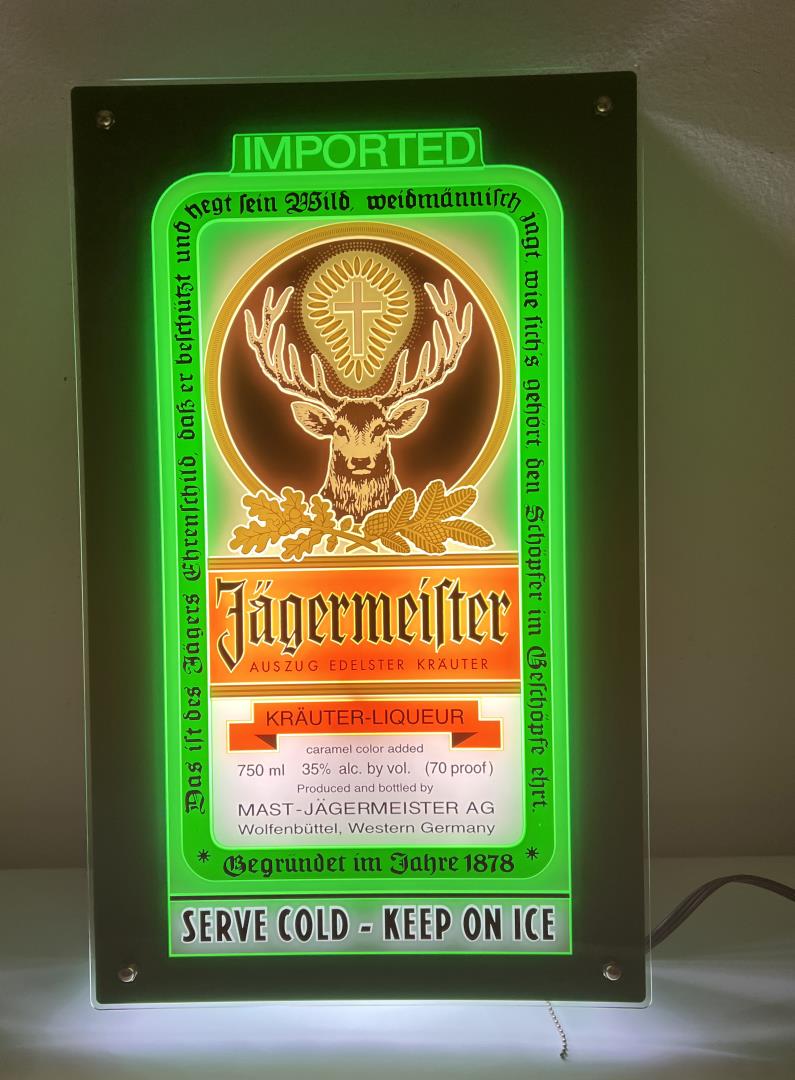 IMPORTED
Das iſt des Jägers Ehrenſchild, daß er beſchützt und hegt ſein Wild, weidmänniſch jagt wie ſich's gehört den Schöpfer im Geſchöpfe ehrt.
Jägermeiſter
AUSZUG EDELSTER KRÄUTER
KRÄUTER-LIQUEUR
caramel color added
750 ml 35% alc. by vol. (70 proof)
Produced and bottled by
MAST-JÄGERMEISTER AG
Wolfenbüttel, Western Germany
* Begründet im Jahre 1878 *
SERVE COLD - KEEP ON ICE